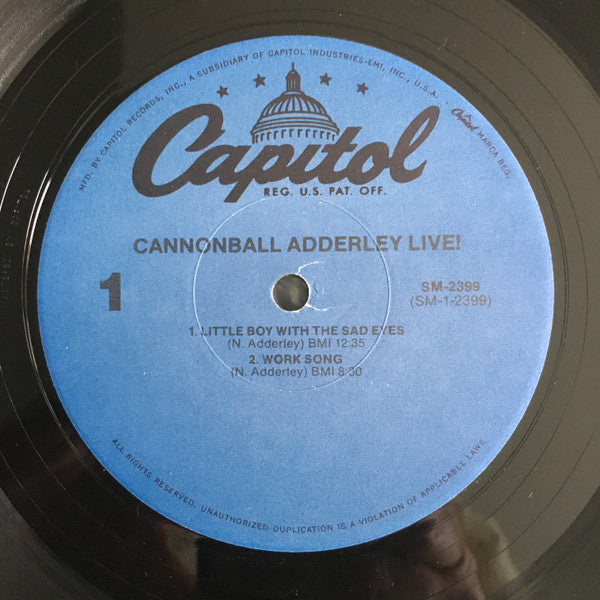 MFD. BY CAPITOL RECORDS, INC., A SUBSIDIARY OF CAPITOL INDUSTRIES-EMI, INC., U.S.A. . Capitol MARCA REG.
Capitol
REG. U.S. PAT. OFF.
CANNONBALL ADDERLEY LIVE!
1
SM-2399
(SM-1-2399)
1. LITTLE BOY WITH THE SAD EYES
(N. Adderley) BMI 12:35
2. WORK SONG
(N. Adderley) BMI 8:30
ALL RIGHTS RESERVED. UNAUTHORIZED DUPLICATION IS A VIOLATION OF APPLICABLE LAWS.